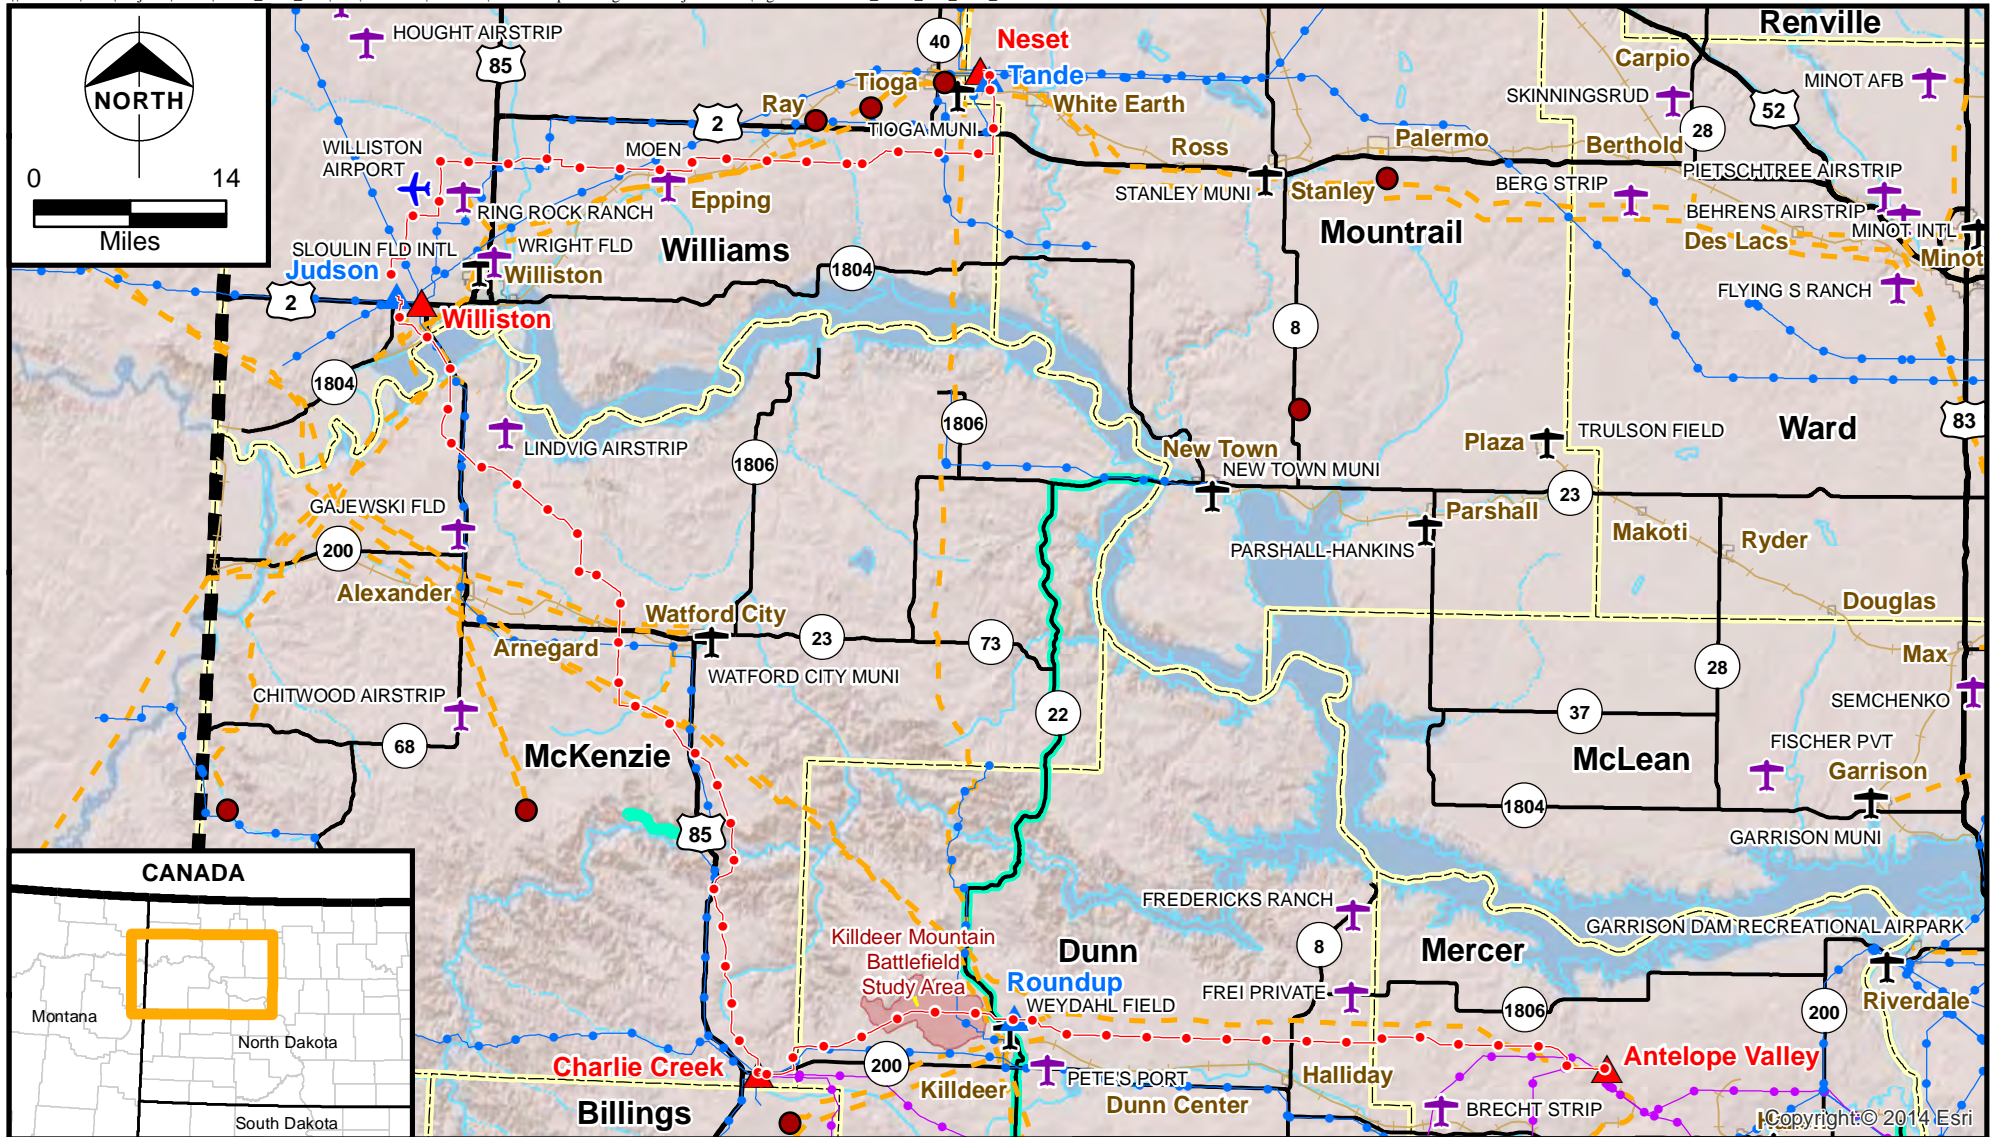 NORTH
0 14
Miles
HOUGHT AIRSTRIP
85
40
Neset
Tande
Tioga
Ray
White Earth
TIOGA MUNI
2
Renville
Carpio
MINOT AFB
SKINNINGSRUD
52
28
WILLISTON
AIRPORT
MOEN
Epping
RING ROCK RANCH
Ross
Palermo
Berthold
STANLEY MUNI
Stanley
BERG STRIP
PIETSCHTREE AIRSTRIP
BEHRENS AIRSTRIP
MINOT INTL
Des Lacs
Minot
SLOULIN FLD INTL
WRIGHT FLD
Judson
Williston
Williams
Mountrail
1804
2
Williston
FLYING S RANCH
8
1804
LINDVIG AIRSTRIP
1806
1806
New Town
NEW TOWN MUNI
Plaza
TRULSON FIELD
Ward
83
GAJEWSKI FLD
200
23
Parshall
PARSHALL-HANKINS
Makoti
Ryder
Alexander
Watford City
Arnegard
23
73
WATFORD CITY MUNI
Douglas
Max
28
CHITWOOD AIRSTRIP
68
McKenzie
22
37
SEMCHENKO
McLean
FISCHER PVT
Garrison
85
1804
GARRISON MUNI
CANADA
Montana
North Dakota
South Dakota
Killdeer Mountain
Battlefield
Study Area
Dunn
Roundup
WEYDAHL FIELD
FREDERICKS RANCH
8
FREI PRIVATE
Mercer
GARRISON DAM RECREATIONAL AIRPARK
1806
200
Riverdale
Charlie Creek
200
Killdeer
PETE'S PORT
Dunn Center
Halliday
Antelope Valley
Billings
BRECHT STRIP
Copyright:© 2014 Esri